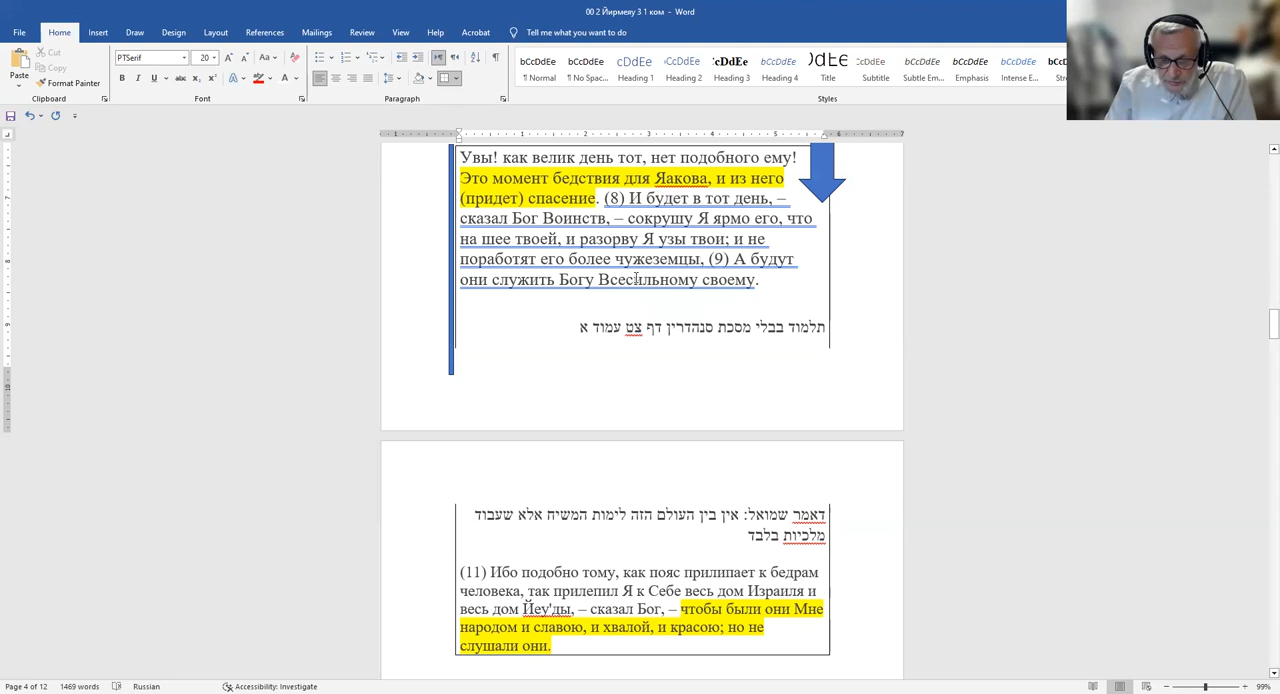 00 2 Йирмеяу 3 1 ком - Word
File Home Insert Draw Design Layout References Mailings Review View Help Acrobat Tell me what you want to do
Paste
Cut
Copy
Format Painter
PTSerif 20
Clipboard Font Paragraph Styles
AaBbCcDdEe
¶ Normal ¶ No Spac... Heading 1 Heading 2 Heading 3 Heading 4 Title Subtitle Subtle Em... Emphasis Intense E...
Увы! как велик день тот, нет подобного ему!
Это момент бедствия для Яакова, и из него
(придет) спасение. (8) И будет в тот день, –
сказал Бог Воинств, – сокрушу Я ярмо его, что
на шее твоей, и разорву Я узы твои; и не
поработят его более чужеземцы, (9) А будут
они служить Богу Всесильному своему.
תלמוד בבלי מסכת סנהדרין דף צט עמוד א
דאמר שמואל: אין בין העולם הזה לימות המשיח אלא שעבוד
מלכיות בלבד
(11) Ибо подобно тому, как пояс прилипает к бедрам
человека, так прилепил Я к Себе весь дом Израиля и
весь дом Йеу'ды, – сказал Бог, – чтобы были они Мне
народом и славою, и хвалой, и красою; но не
слушали они.
Page 4 of 12 1469 words Russian Accessibility: Investigate 99%